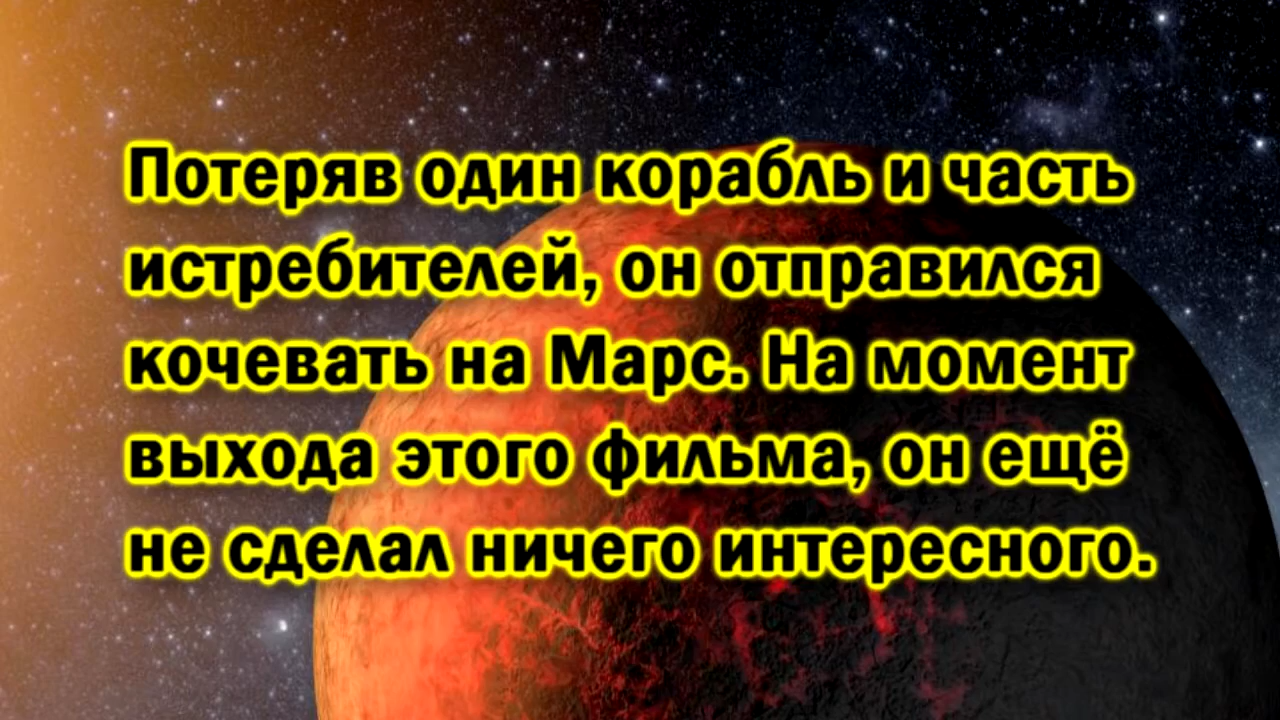 Потеряв один корабль и часть
истребителей, он отправился
кочевать на Марс. На момент
выхода этого фильма, он ещё
не сделал ничего интересного.